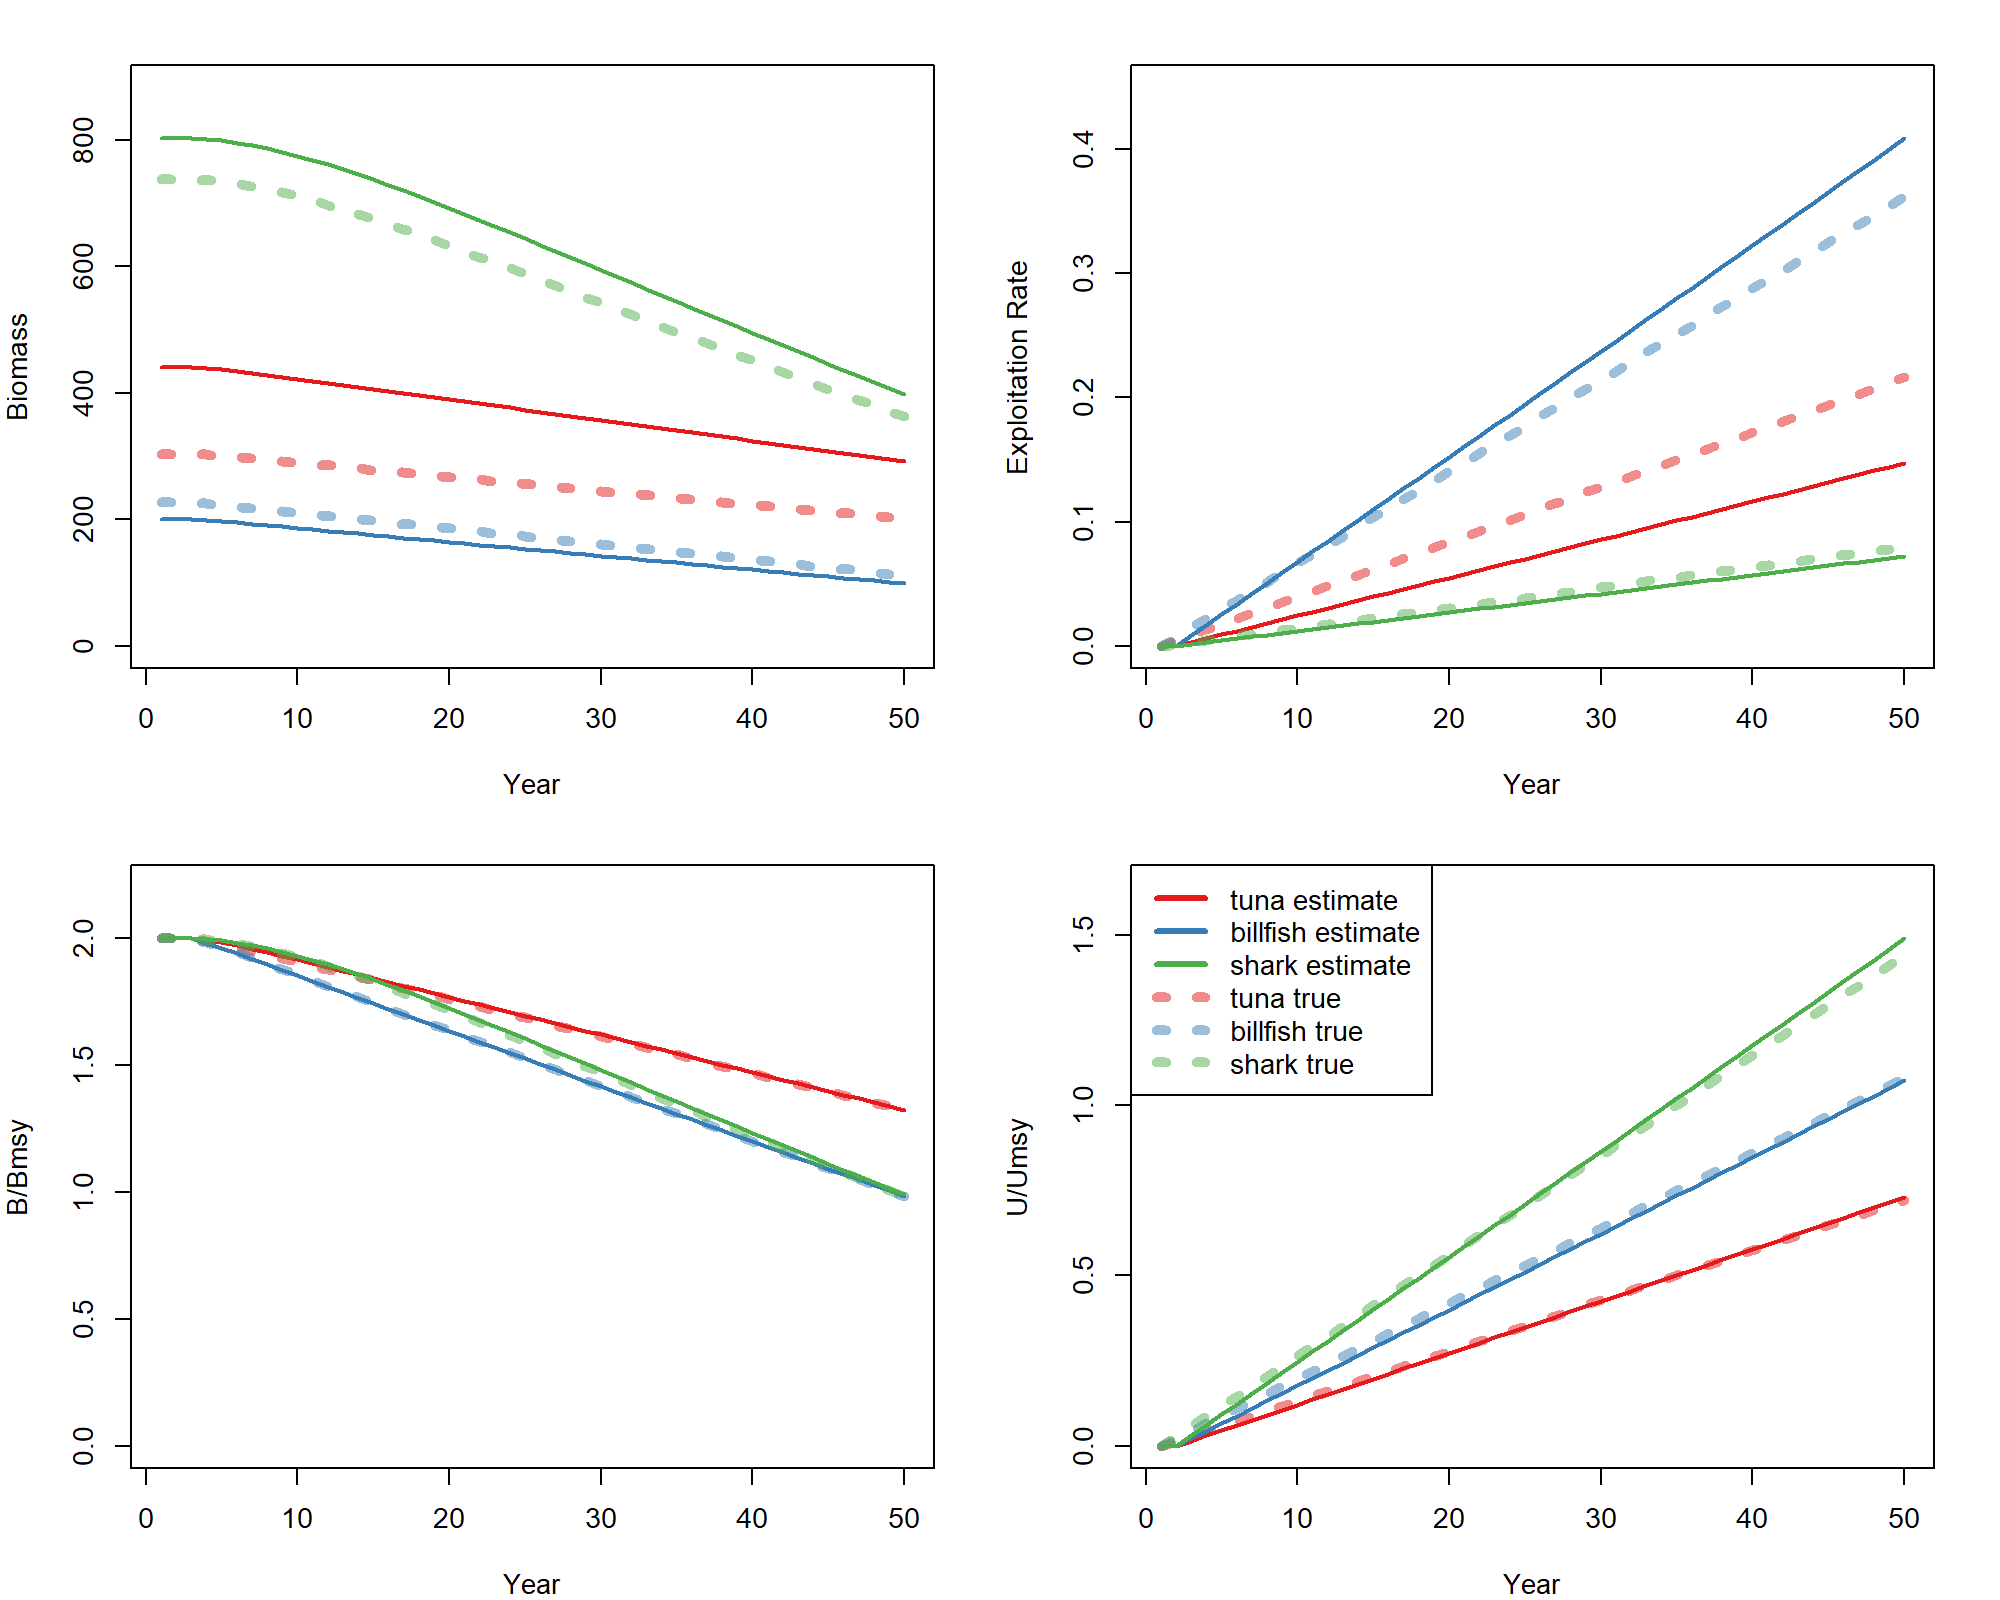 Biomass
800
600
400
200
0
0 10 20 30 40 50
Year
Exploitation Rate
0.4
0.3
0.2
0.1
0.0
0 10 20 30 40 50
Year
B/Bmsy
2.0
1.5
1.0
0.5
0.0
0 10 20 30 40 50
Year
U/Umsy
1.5
1.0
0.5
0.0
tuna estimate
billfish estimate
shark estimate
tuna true
billfish true
shark true
0 10 20 30 40 50
Year